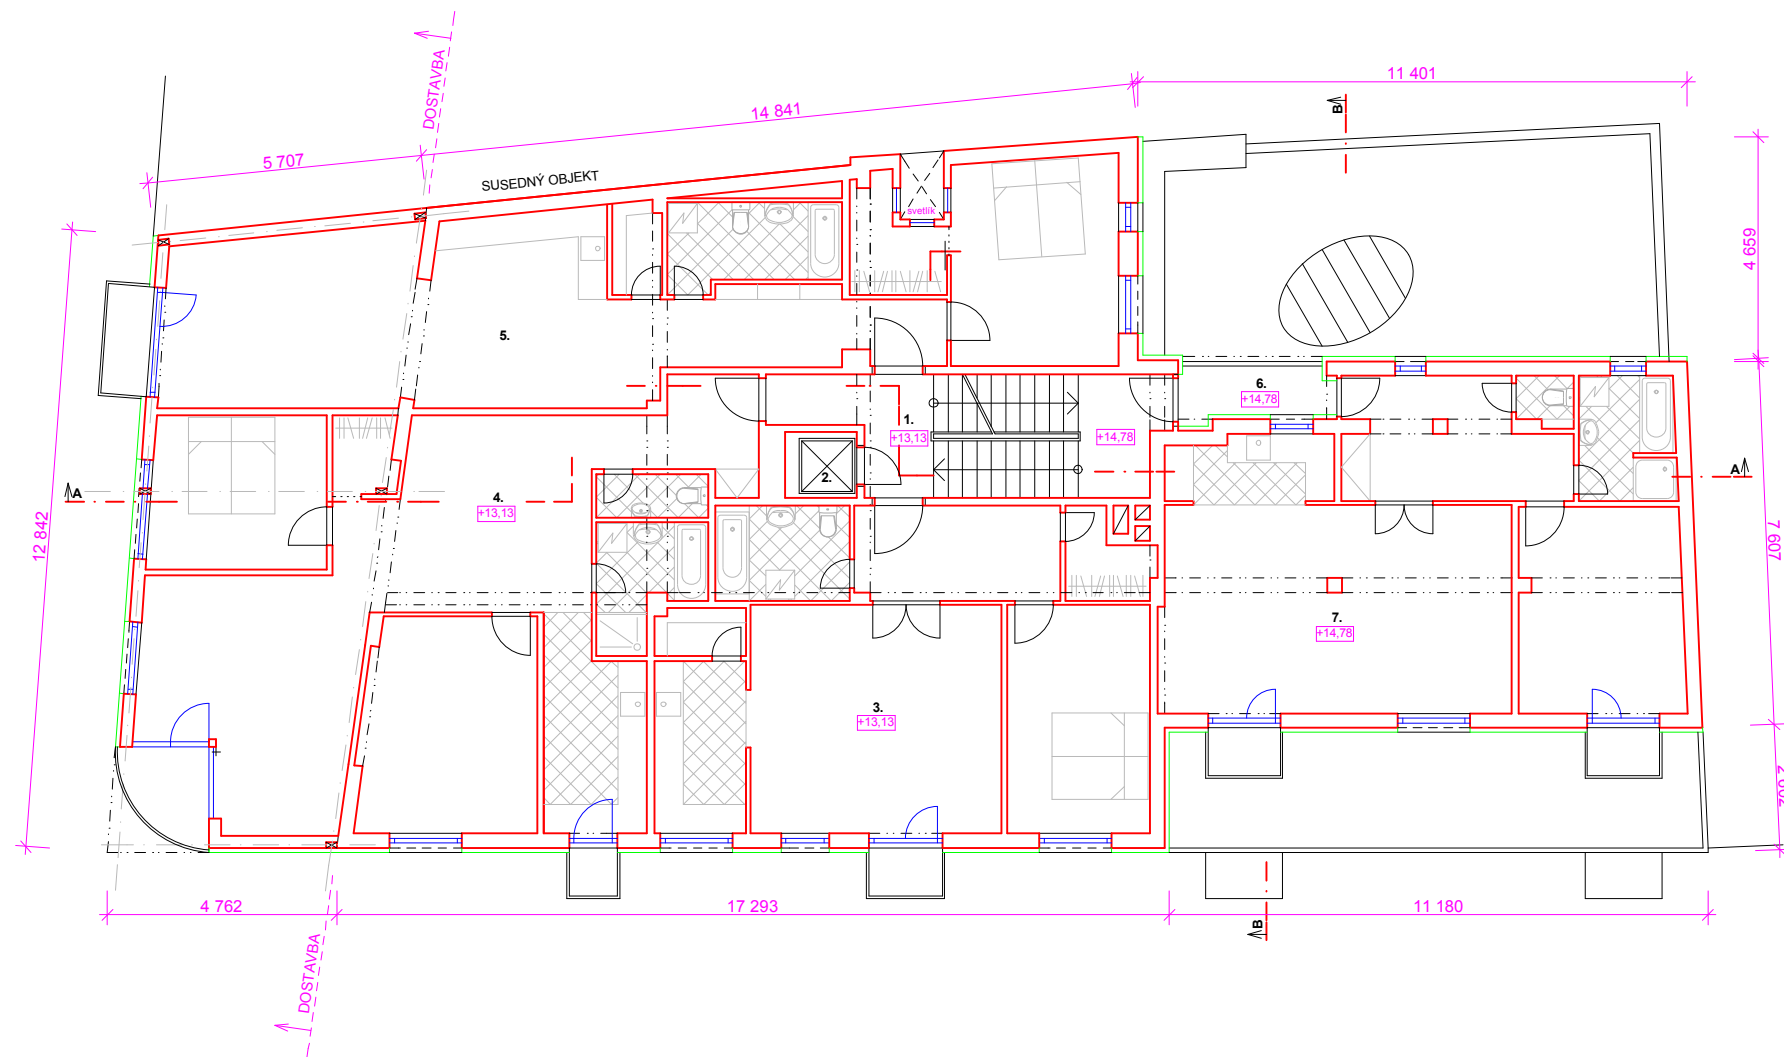 11 401
DOSTAVBA
14 841
B
5 707
SUSEDNÝ OBJEKT
svetlík
4 659
5.
6.
+14,78
1.
+13,13
+14,78
2.
A
A
4.
+13,13
12 842
7 607
7.
+14,78
3.
+13,13
4 762
17 293
11 180
B
DOSTAVBA